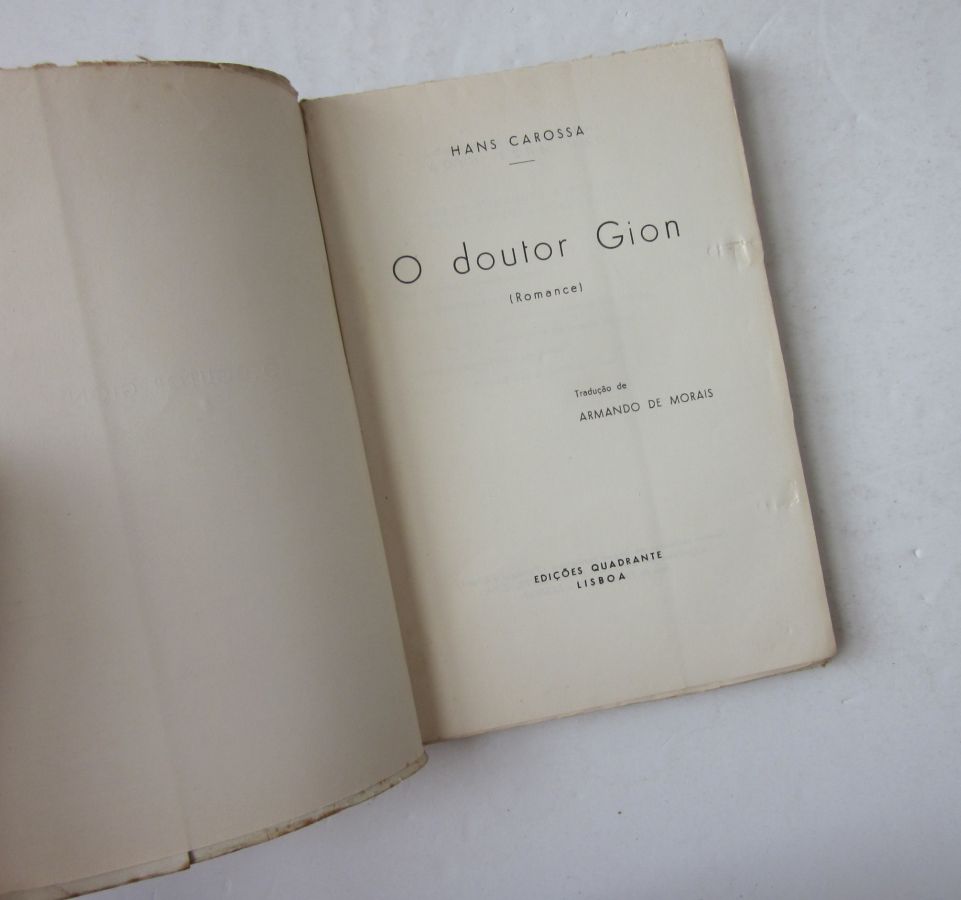 HANS CAROSSA
O doutor Gion
(Romance)
Tradução de
ARMANDO DE MORAIS
EDIÇÕES QUADRANTE
LISBOA